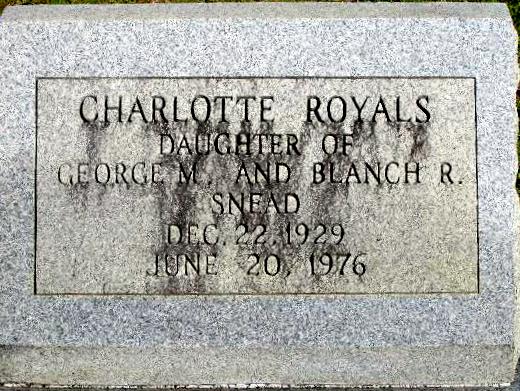 CHARLOTTE ROYALS
DAUGHTER OF
GEORGE M. AND BLANCH R.
SNEAD
DEC. 22, 1929
JUNE 20, 1976